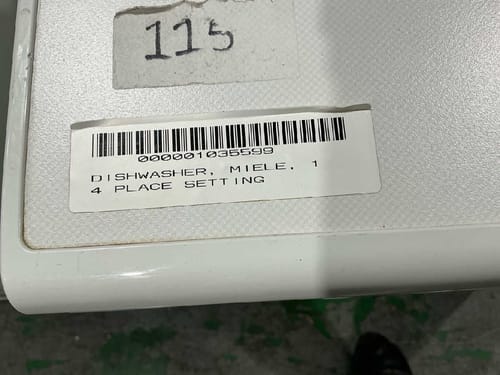 115
000001035599
DISHWASHER, MIELE, 1
4 PLACE SETTING